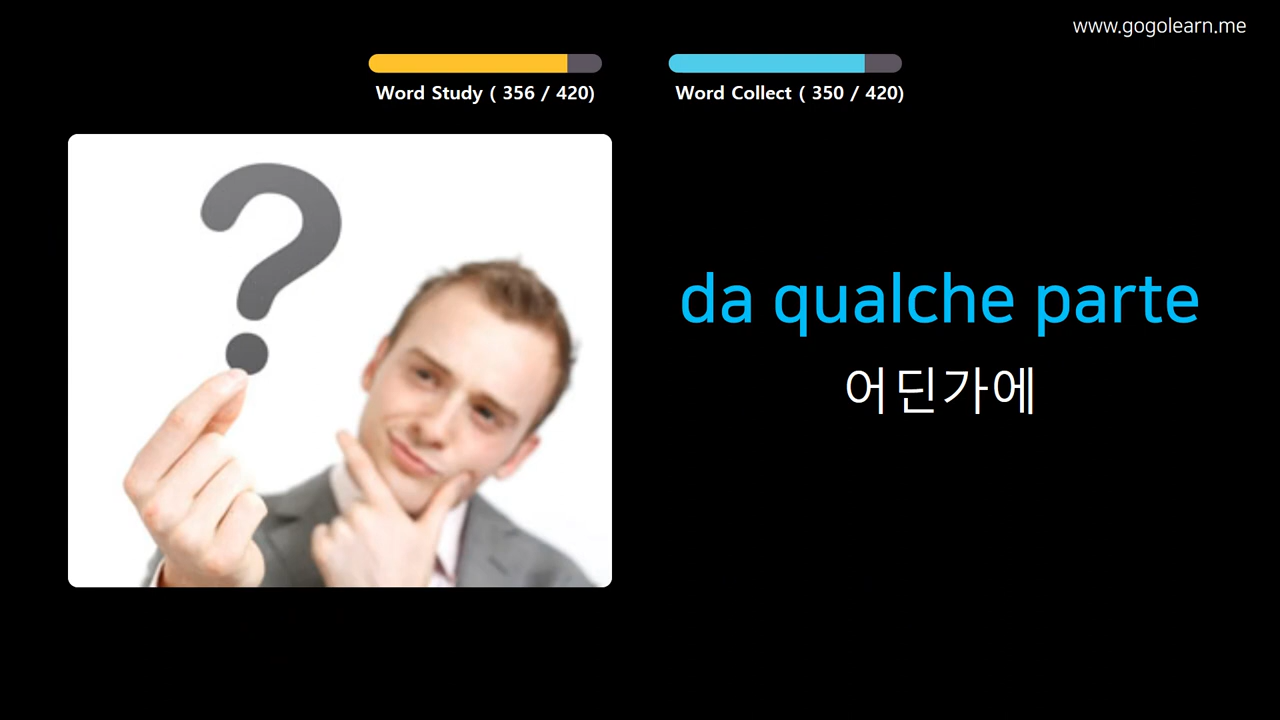 www.gogolearn.me
Word Study ( 356 / 420)
Word Collect ( 350 / 420)
?
da qualche parte
어딘가에